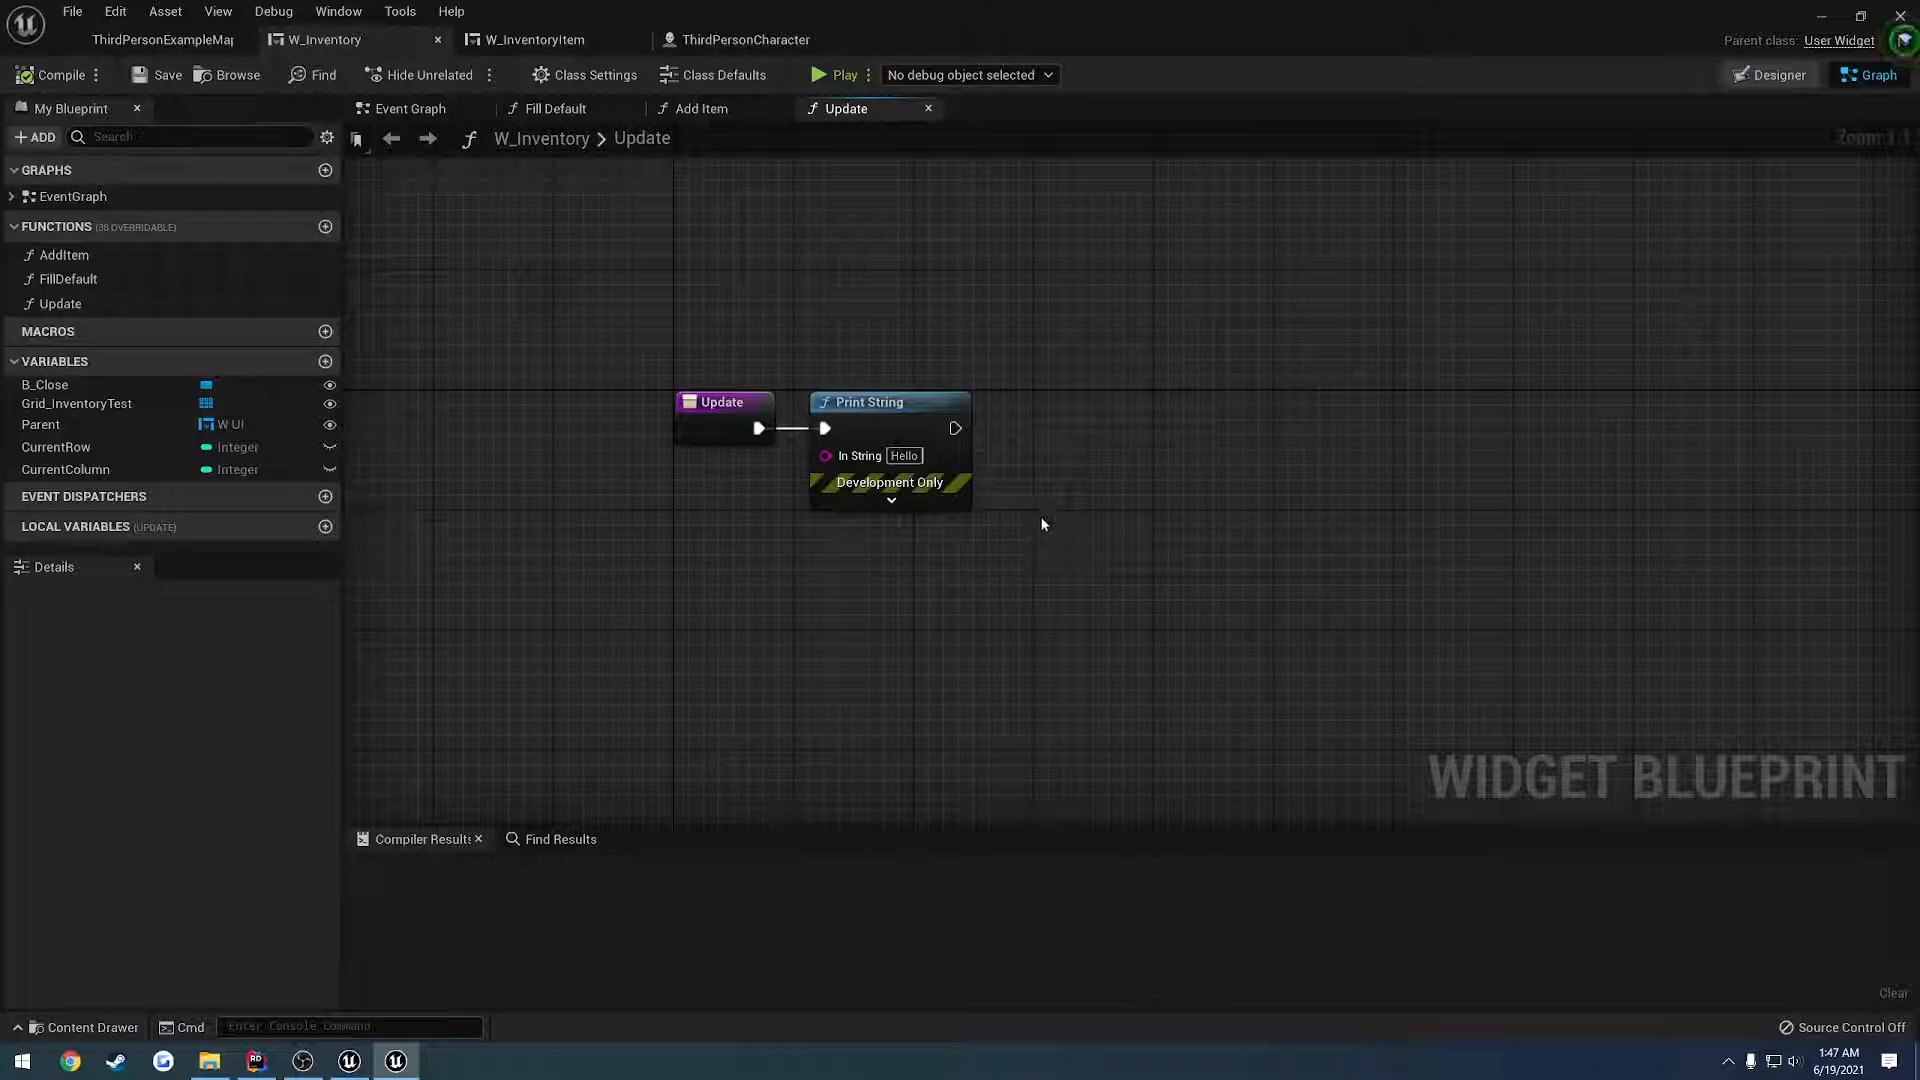 File Edit Asset View Debug Window Tools Help
ThirdPersonExampleMap W_Inventory W_InventoryItem ThirdPersonCharacter Parent class: User Widget
Compile Save Browse Find Hide Unrelated Class Settings Class Defaults Play No debug object selected Designer Graph
My Blueprint Event Graph Fill Default Add Item Update
+ ADD Search W_Inventory > Update Zoom 1:1
GRAPHS
EventGraph
FUNCTIONS (38 OVERRIDABLE)
AddItem
FillDefault
Update
MACROS
VARIABLES
B_Close
Grid_InventoryTest
Parent W UI
CurrentRow Integer
CurrentColumn Integer
EVENT DISPATCHERS
LOCAL VARIABLES (UPDATE)
Details
Update
Print String
In String Hello
Development Only
WIDGET BLUEPRINT
Compiler Results Find Results
Clear
Content Drawer Cmd Enter Console Command Source Control Off
RD
1:47 AM
6/19/2021